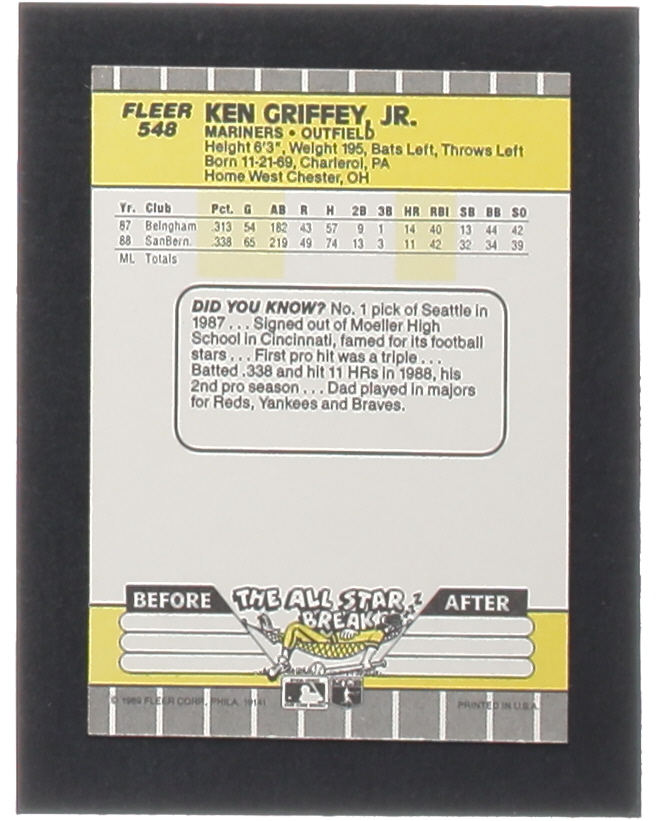 FLEER
548
KEN GRIFFEY, JR.
MARINERS • OUTFIELD
Height 6'3", Weight 195, Bats Left, Throws Left
Born 11-21-69, Charleroi, PA
Home West Chester, OH
Yr. Club Pct. G AB R H 2B 3B HR RBI SB BB SO
87 Belngham .313 54 182 43 57 9 1 14 40 13 44 42
88 SanBern. .338 65 219 49 74 13 3 11 42 32 34 39
ML Totals
DID YOU KNOW? No. 1 pick of Seattle in
1987 . . . Signed out of Moeller High
School in Cincinnati, famed for its football
stars . . . First pro hit was a triple . . .
Batted .338 and hit 11 HRs in 1988, his
2nd pro season . . . Dad played in majors
for Reds, Yankees and Braves.
BEFORE THE ALL STAR BREAK AFTER
© 1989 FLEER CORP., PHILA. 19141 PRINTED IN U.S.A.